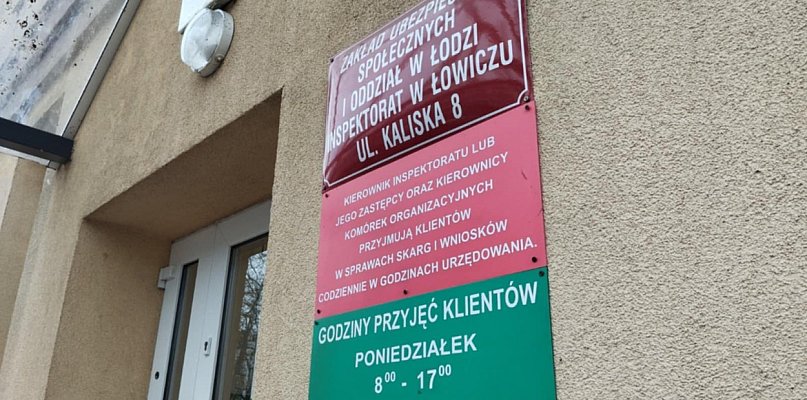 ZAKŁAD UBEZPIEC
SPOŁECZNYCH
I ODDZIAŁ W ŁODZI
INSPEKTORAT W ŁOWICZU
UL. KALISKA 8
KIEROWNIK INSPEKTORATU LUB
JEGO ZASTĘPCY ORAZ KIEROWNICY
KOMÓREK ORGANIZACYJNYCH
PRZYJMUJĄ KLIENTÓW
W SPRAWACH SKARG I WNIOSKÓW
CODZIENNIE W GODZINACH URZĘDOWANIA.
GODZINY PRZYJĘĆ KLIENTÓW
PONIEDZIAŁEK
8⁰⁰ - 17⁰⁰